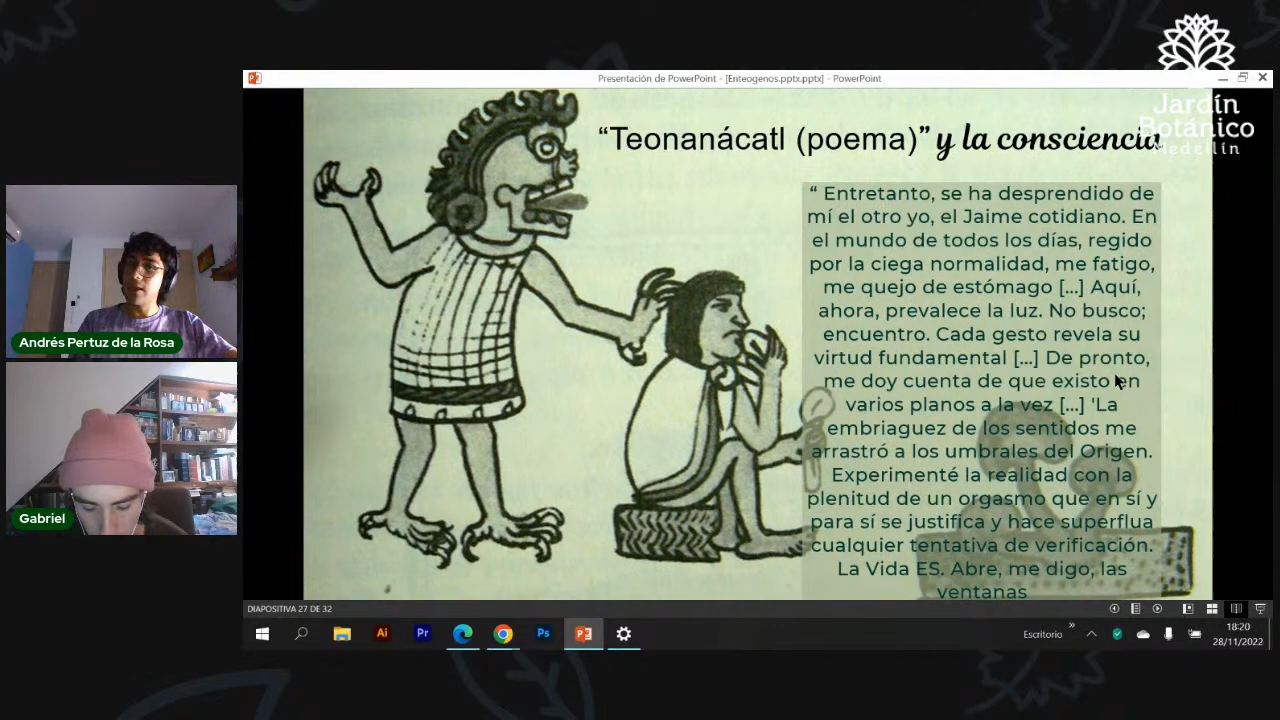 Presentación de PowerPoint - [Enteogenos.pptx.pptx] - PowerPoint
Jardín
Botánico
Medellín
“Teonanácatl (poema)” y la consciencia
“ Entretanto, se ha desprendido de
mí el otro yo, el Jaime cotidiano. En
el mundo de todos los días, regido
por la ciega normalidad, me fatigo,
me quejo de estómago [...] Aquí,
ahora, prevalece la luz. No busco;
encuentro. Cada gesto revela su
virtud fundamental [...] De pronto,
me doy cuenta de que existo en
varios planos a la vez [...] 'La
embriaguez de los sentidos me
arrastró a los umbrales del Origen.
Experimenté la realidad con la
plenitud de un orgasmo que en sí y
para sí se justifica y hace superflua
cualquier tentativa de verificación.
La Vida ES. Abre, me digo, las
ventanas
Andrés Pertuz de la Rosa
Gabriel
DIAPOSITIVA 27 DE 32
Ai
Pr
Ps
Escritorio
18:20
28/11/2022